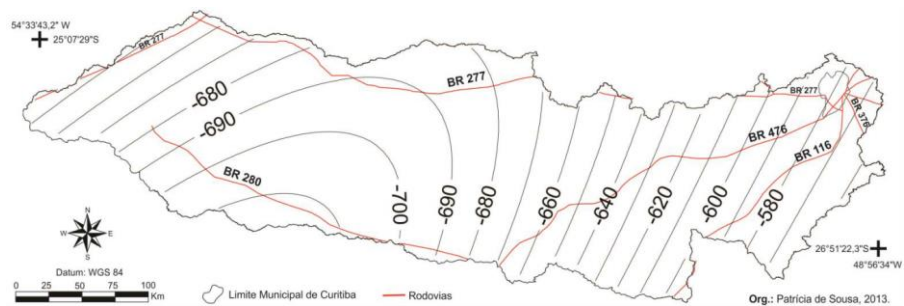 54°33'43,2" W
25°07'29"S
BR 277
-680
-690
BR 277
BR 280
-700
-690
-680
-660
-640
-620
-600
-580
BR 277
BR 376
BR 476
BR 116
26°51'22,3"S
48°56'34"W
N
W E
S
Datum: WGS 84
0 25 50 100
Km
Limite Municipal de Curitiba
Rodovias
Org.: Patrícia de Sousa, 2013.